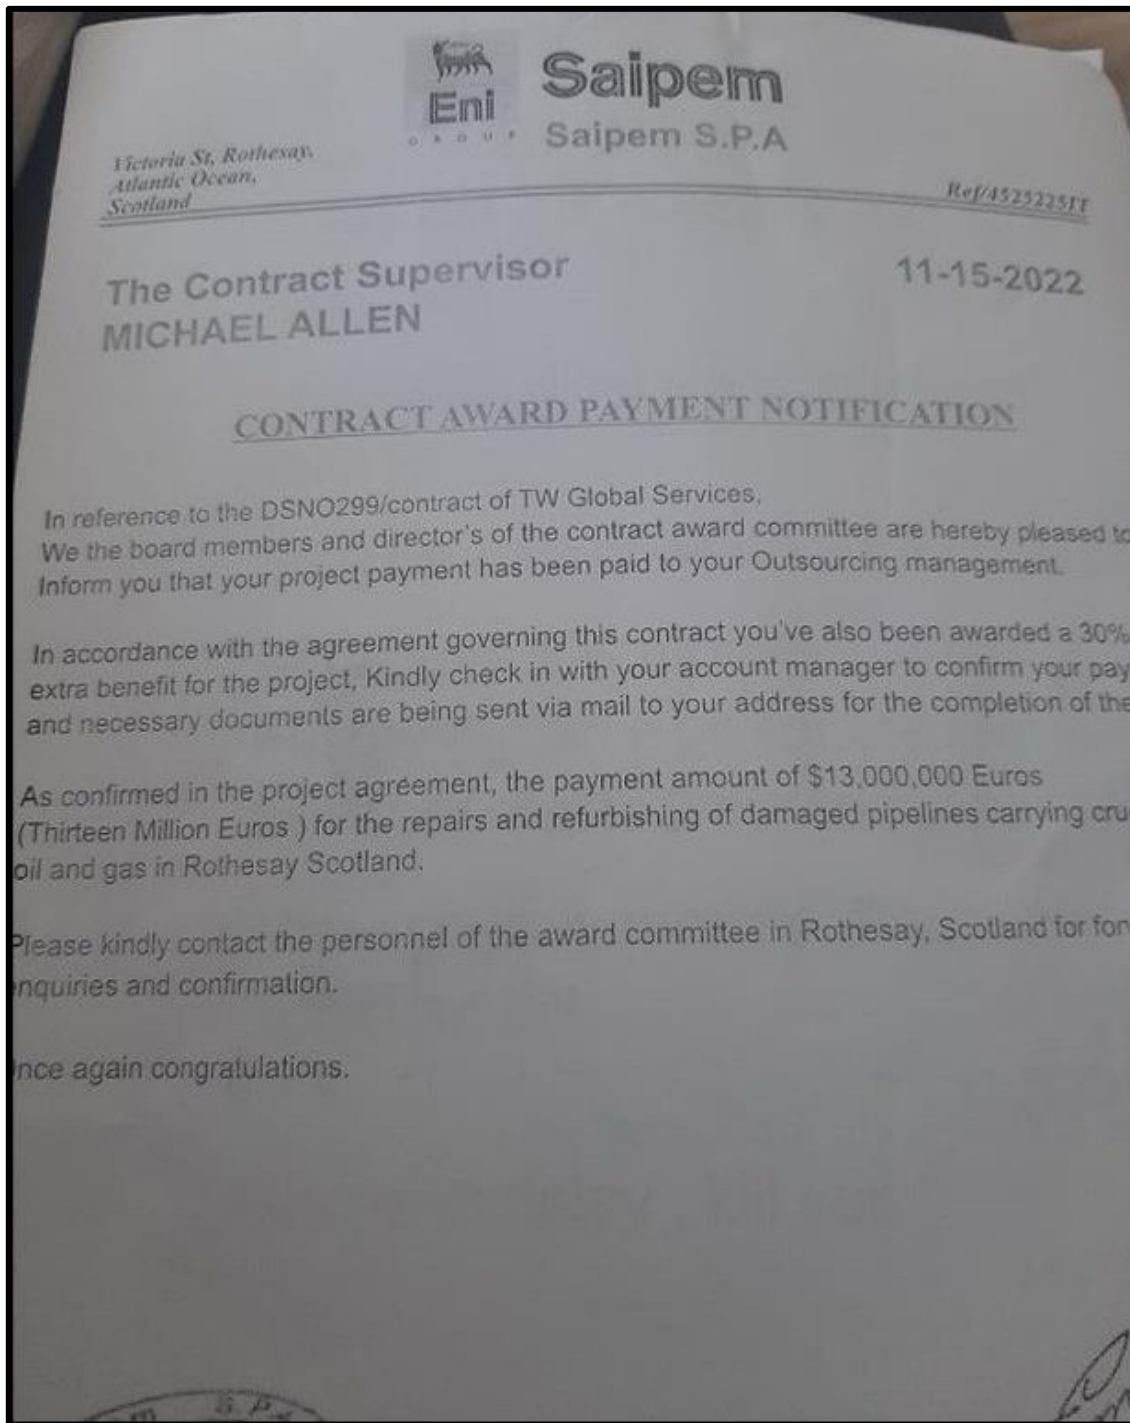 Eni
GROUP
Saipem
Saipem S.P.A
Victoria St, Rothesay,
Atlantic Ocean,
Scotland
The Contract Supervisor
MICHAEL ALLEN
11-15-2022
CONTRACT AWARD PAYMENT NOTIFICATION
In reference to the DSNO299/contract of TW Global Services,
We the board members and director's of the contract award committee are hereby pleased to
Inform you that your project payment has been paid to your Outsourcing management.
In accordance with the agreement governing this contract you've also been awarded a 30%
extra benefit for the project, Kindly check in with your account manager to confirm your pay
and necessary documents are being sent via mail to your address for the completion of the
As confirmed in the project agreement, the payment amount of $13,000,000 Euros
(Thirteen Million Euros ) for the repairs and refurbishing of damaged pipelines carrying cru
oil and gas in Rothesay Scotland.
Please kindly contact the personnel of the award committee in Rothesay, Scotland for for
nquiries and confirmation.
nce again congratulations.